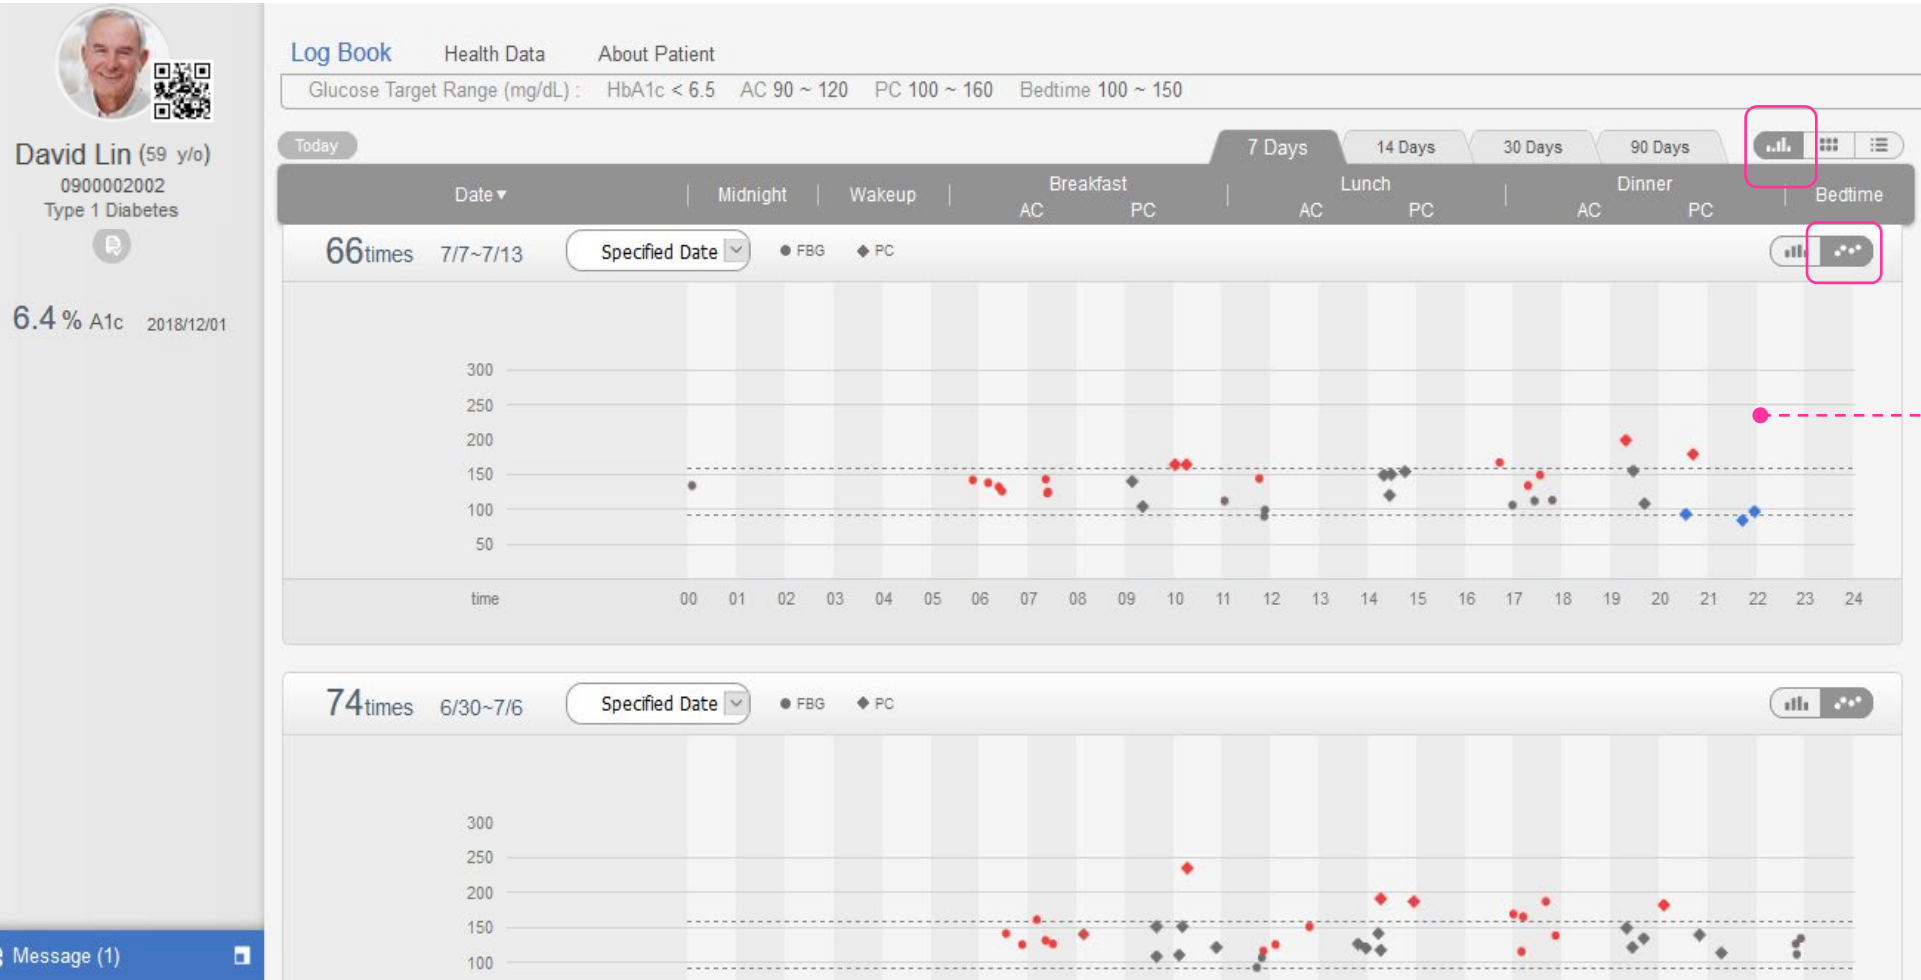 David Lin (59 y/o)
0900002002
Type 1 Diabetes
6.4 % A1c 2018/12/01
Message (1)
Log Book Health Data About Patient
Glucose Target Range (mg/dL) : HbA1c < 6.5 AC 90 ~ 120 PC 100 ~ 160 Bedtime 100 ~ 150
Today 7 Days 14 Days 30 Days 90 Days
Date▼ Midnight Wakeup Breakfast Lunch Dinner Bedtime
AC PC AC PC AC PC
66times 7/7~7/13 Specified Date FBG PC
300
250
200
150
100
50
time 00 01 02 03 04 05 06 07 08 09 10 11 12 13 14 15 16 17 18 19 20 21 22 23 24
74times 6/30~7/6 Specified Date FBG PC
300
250
200
150
100